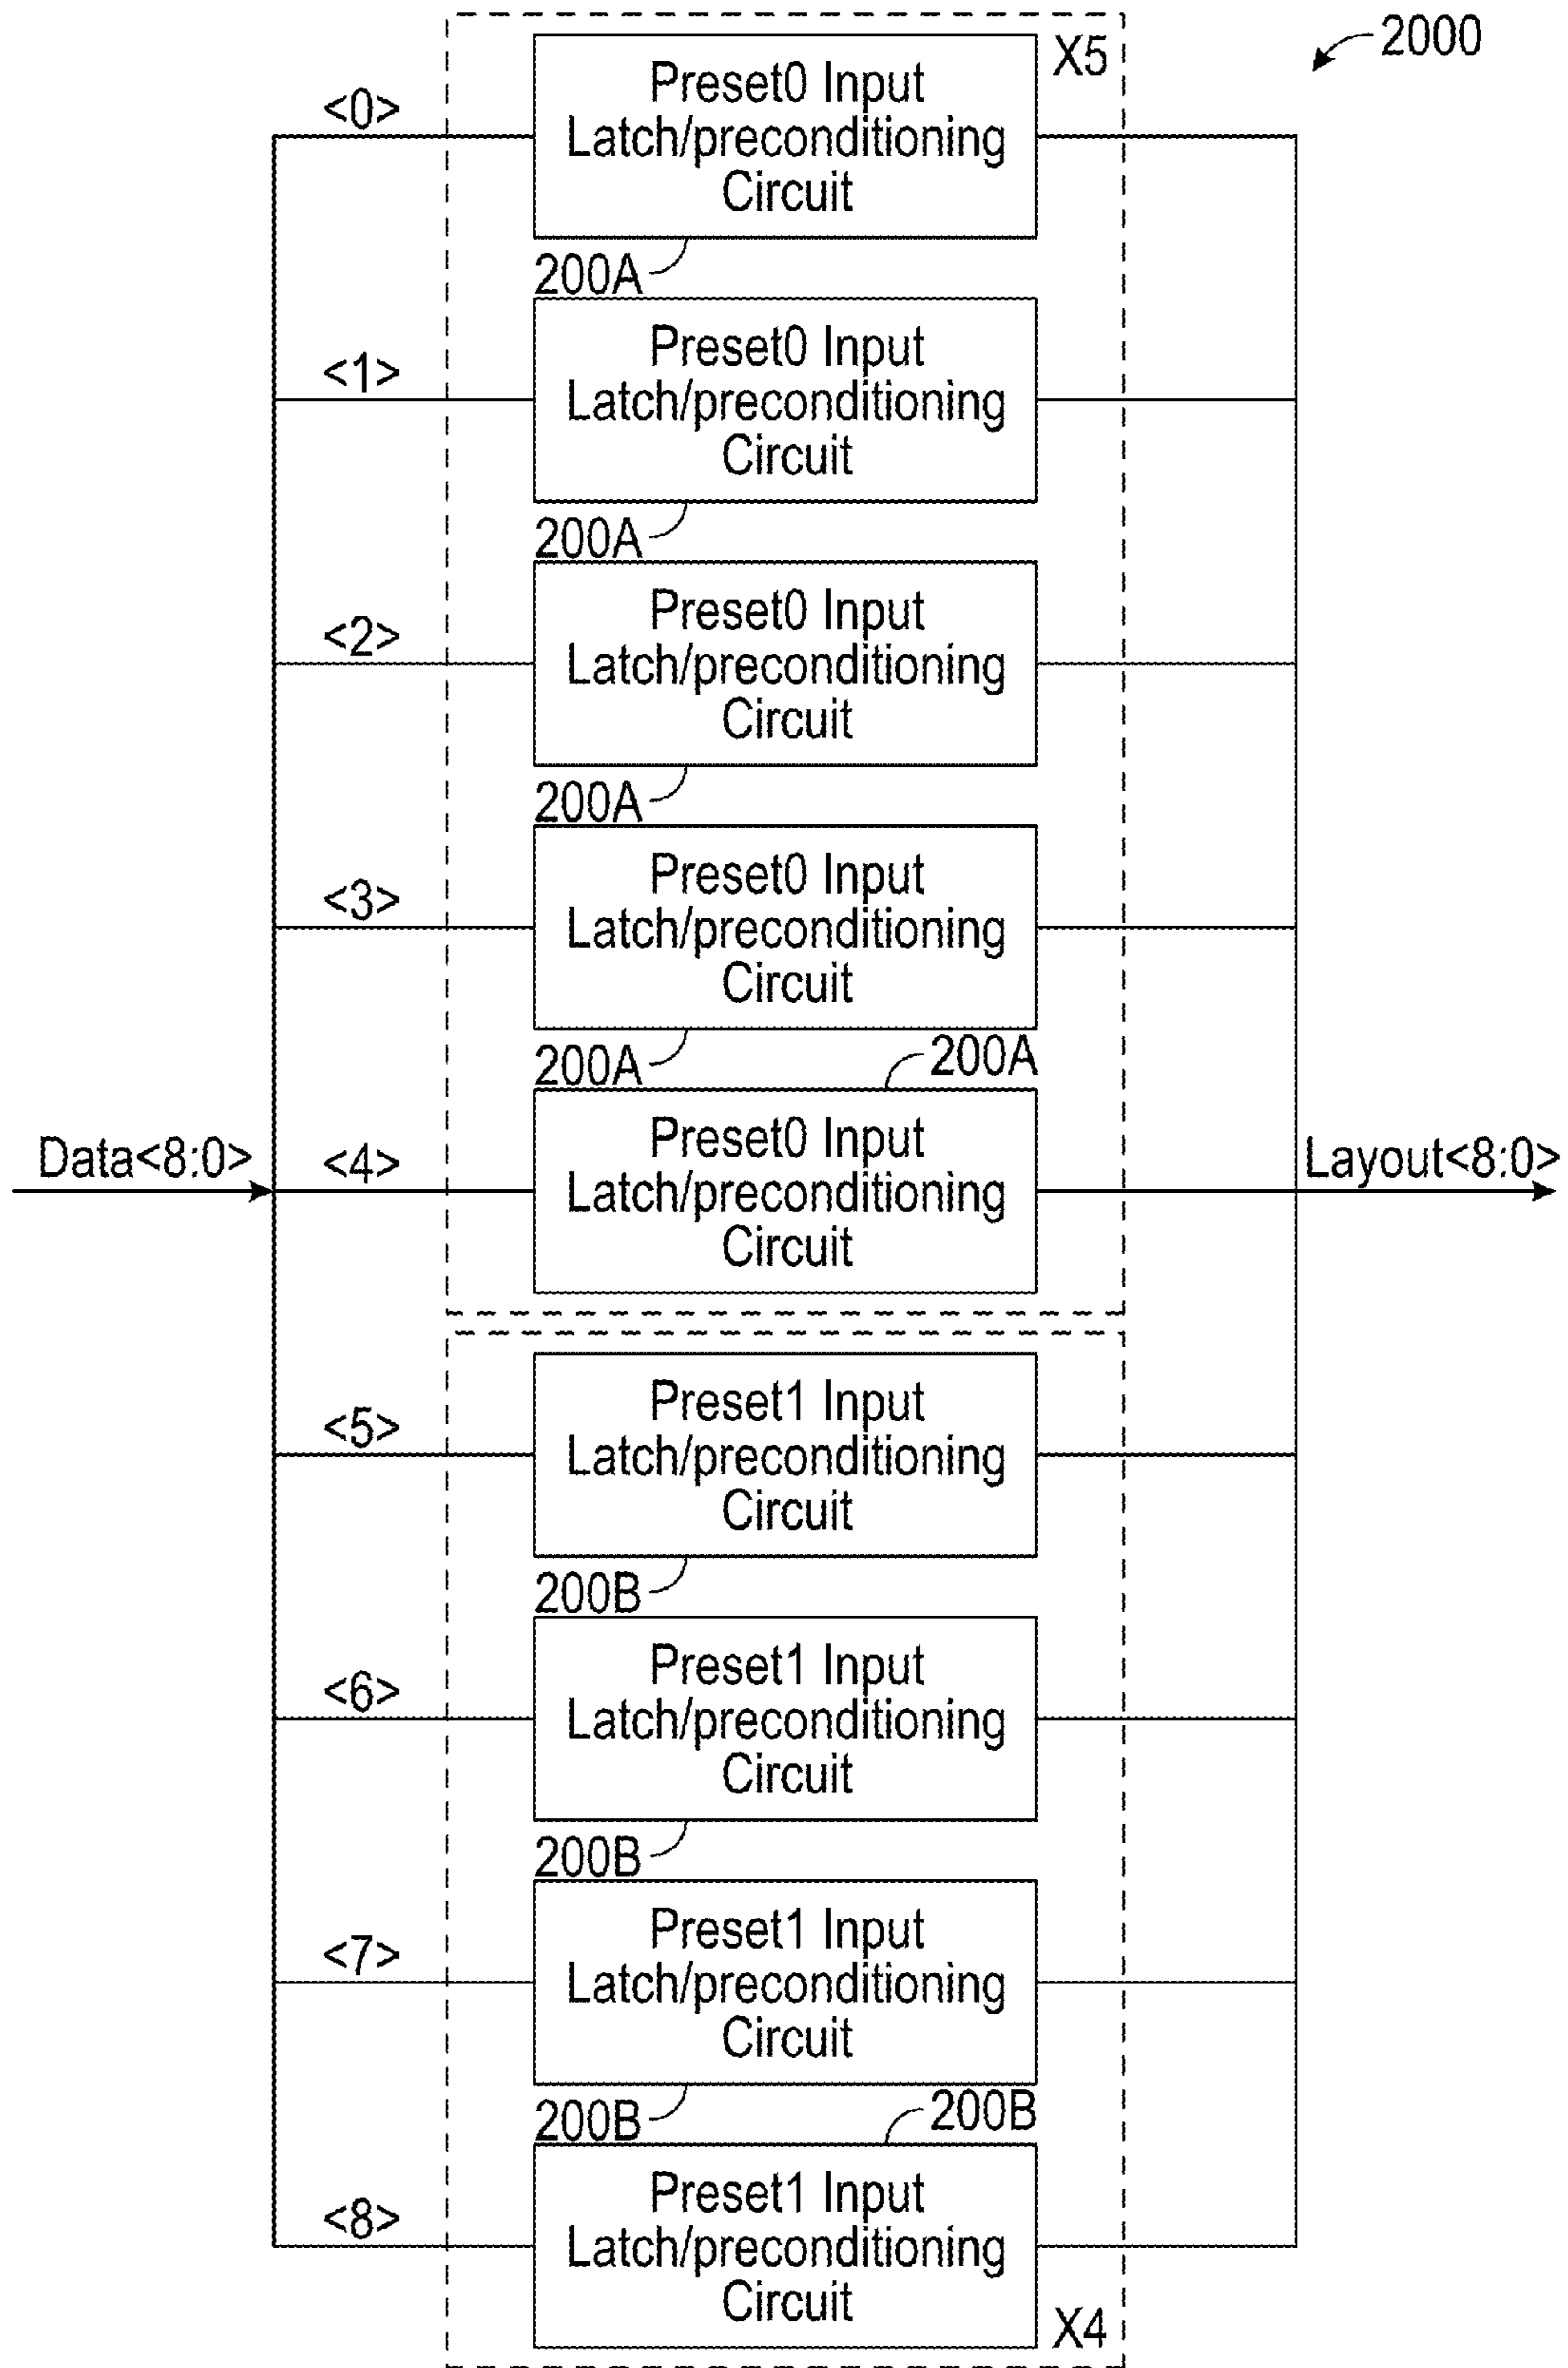 2000
X5
<0>
Preset0 Input
Latch/preconditioning
Circuit
200A
<1>
Preset0 Input
Latch/preconditioning
Circuit
200A
<2>
Preset0 Input
Latch/preconditioning
Circuit
200A
<3>
Preset0 Input
Latch/preconditioning
Circuit
200A
200A
Data<8:0>
<4>
Preset0 Input
Latch/preconditioning
Circuit
Layout<8:0>
<5>
Preset1 Input
Latch/preconditioning
Circuit
200B
<6>
Preset1 Input
Latch/preconditioning
Circuit
200B
<7>
Preset1 Input
Latch/preconditioning
Circuit
200B
200B
<8>
Preset1 Input
Latch/preconditioning
Circuit
X4